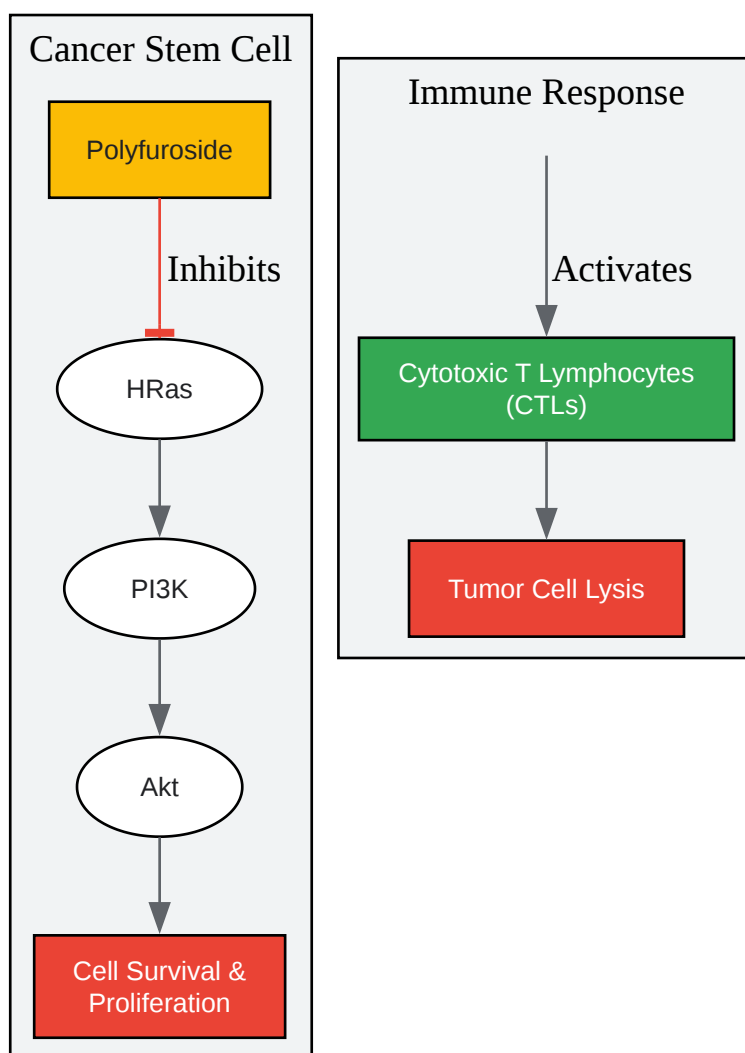 Cancer Stem Cell
Polyfuroside
Inhibits
HRas
PI3K
Akt
Cell Survival &
Proliferation
Immune Response
Activates
Cytotoxic T Lymphocytes
(CTLs)
Tumor Cell Lysis